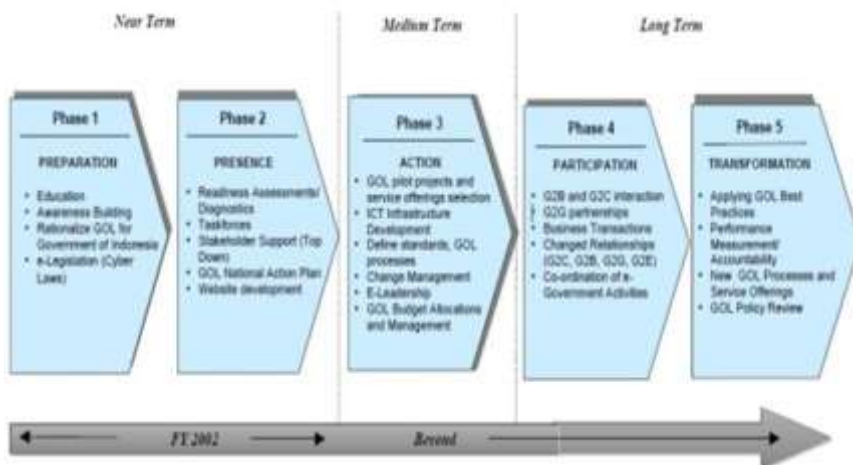 Near Term
Medium Term
Long Term
Phase 1
PREPARATION
• Education
• Awareness Building
• Rationalize GOL for
Government of Indonesia
• e-Legislation (Cyber
Laws)
Phase 2
PRESENCE
• Readiness Assessments/
Diagnostics
• Taskforces
• Stakeholder Support (Top
Down)
• GOL National Action Plan
• Website development
Phase 3
ACTION
• GOL pilot projects and
service offerings selection
• ICT Infrastructure
Development
• Define standards, GOL
processes
• Change Management
• E-Leadership
• GOL Budget Allocations
and Management
Phase 4
PARTICIPATION
• G2B and G2C interaction
• G2G partnerships
• Business Transactions
• Changed Relationships
(G2C, G2B, G2G, G2E)
• Co-ordination of e-
Government Activities
Phase 5
TRANSFORMATION
• Applying GOL Best
Practices
• Performance
Measurement/
Accountability
• New GOL Processes and
Service Offerings
• GOL Policy Review
FY 2002
Beyond